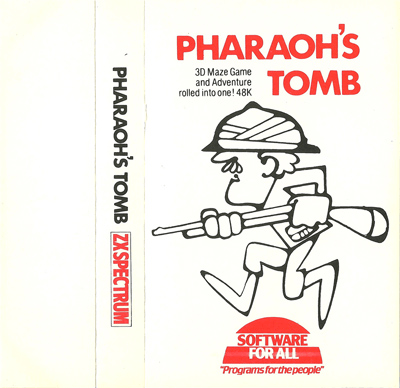 PHARAOH'S TOMB
ZX SPECTRUM
PHARAOH'S
TOMB
3D Maze Game
and Adventure
rolled into one! 48K
SOFTWARE
FOR ALL
"Programs for the people"